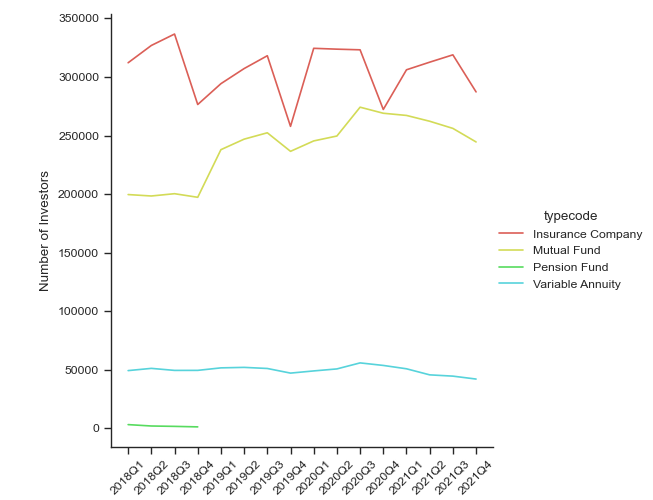 350000
300000
250000
200000
150000
100000
50000
0
Number of Investors
2018Q1
2018Q2
2018Q3
2018Q4
2019Q1
2019Q2
2019Q3
2019Q4
2020Q1
2020Q2
2020Q3
2020Q4
2021Q1
2021Q2
2021Q3
2021Q4
typecode
Insurance Company
Mutual Fund
Pension Fund
Variable Annuity